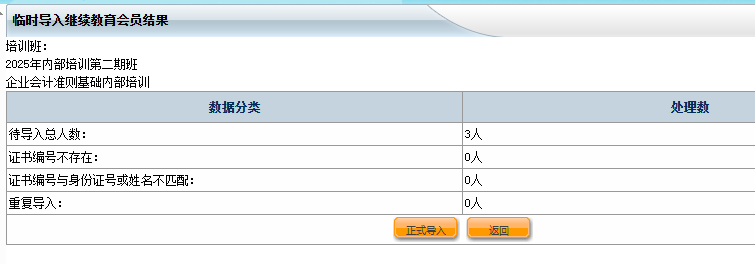 临时导入继续教育会员结果
培训班：
2025年内部培训第二期班
企业会计准则基础内部培训
数据分类 处理数
待导入总人数： 3人
证书编号不存在： 0人
证书编号与身份证号或姓名不匹配： 0人
重复导入： 0人
正式导入 返回